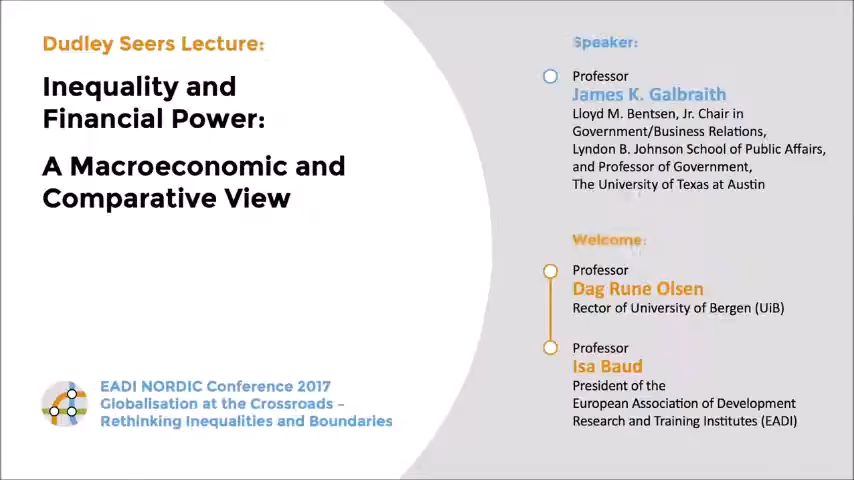 Dudley Seers Lecture:
Inequality and
Financial Power:
A Macroeconomic and
Comparative View
EADI NORDIC Conference 2017
Globalisation at the Crossroads –
Rethinking Inequalities and Boundaries
Speaker:
Professor
James K. Galbraith
Lloyd M. Bentsen, Jr. Chair in
Government/Business Relations,
Lyndon B. Johnson School of Public Affairs,
and Professor of Government,
The University of Texas at Austin
Welcome:
Professor
Dag Rune Olsen
Rector of University of Bergen (UiB)
Professor
Isa Baud
President of the
European Association of Development
Research and Training Institutes (EADI)